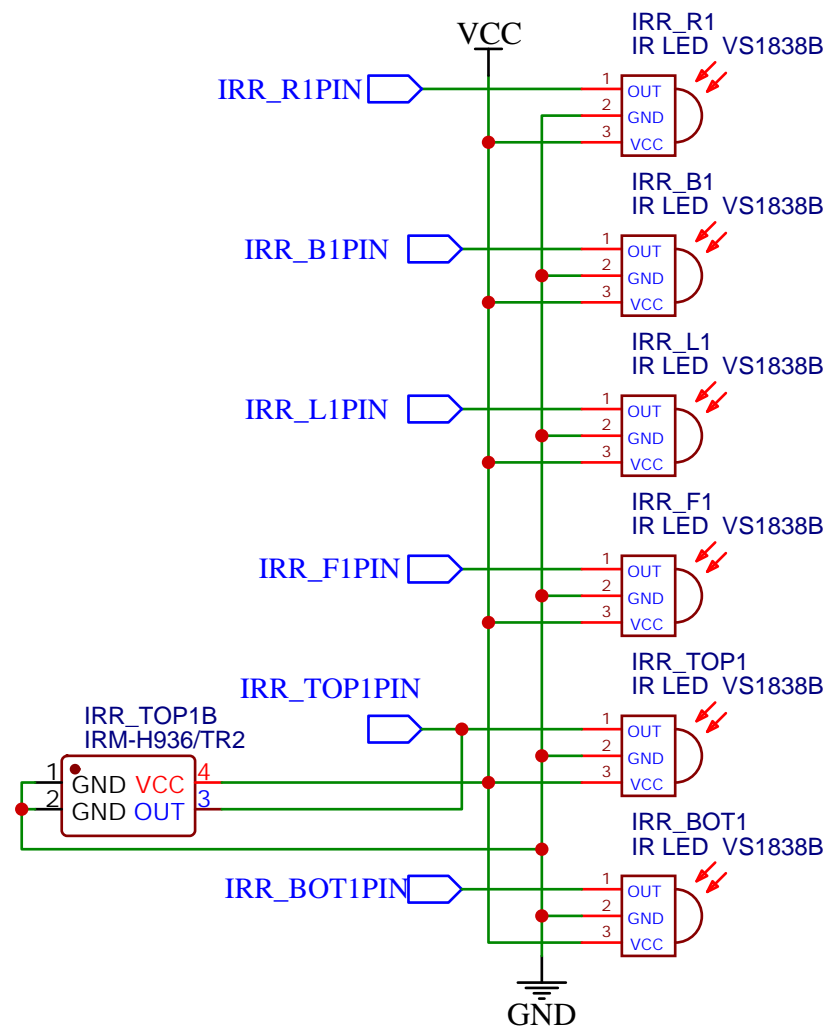 VCC
IRR_R1
IR LED VS1838B
IRR_R1PIN
1 OUT
2 GND
3 VCC
IRR_B1
IR LED VS1838B
IRR_B1PIN
1 OUT
2 GND
3 VCC
IRR_L1
IR LED VS1838B
IRR_L1PIN
1 OUT
2 GND
3 VCC
IRR_F1
IR LED VS1838B
IRR_F1PIN
1 OUT
2 GND
3 VCC
IRR_TOP1
IR LED VS1838B
IRR_TOP1PIN
1 OUT
2 GND
3 VCC
IRR_TOP1B
IRM-H936/TR2
1 GND VCC 4
2 GND OUT 3
IRR_BOT1
IR LED VS1838B
IRR_BOT1PIN
1 OUT
2 GND
3 VCC
GND